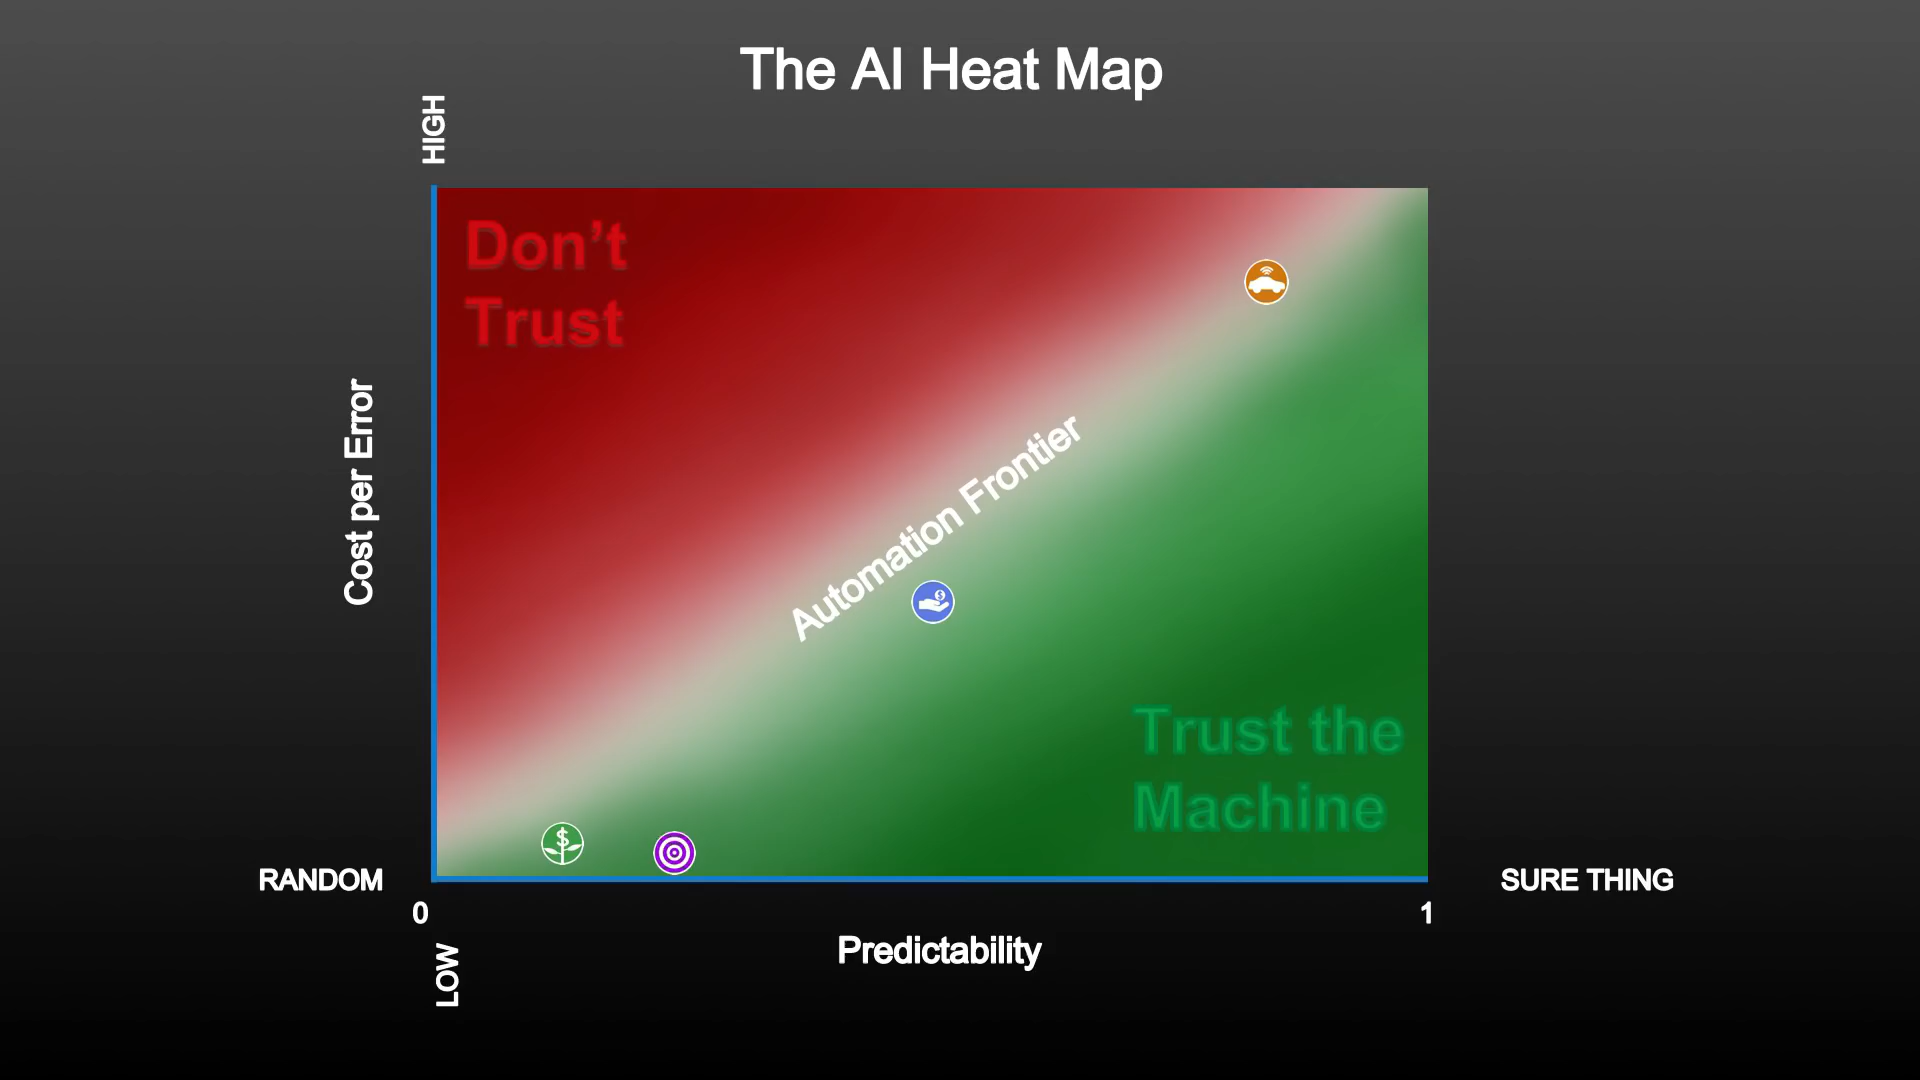 The AI Heat Map
HIGH
Don't
Trust
Cost per Error
Automation Frontier
$
Trust the
Machine
$
RANDOM
SURE THING
0
1
Predictability
LOW